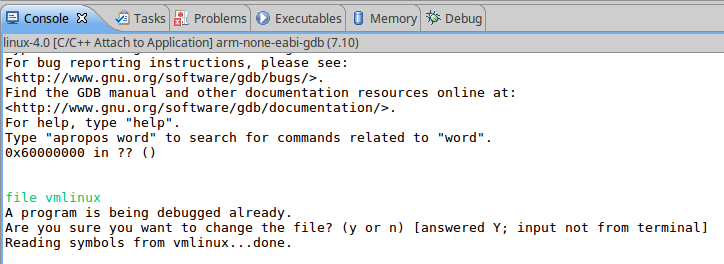 Console Tasks Problems Executables Memory Debug
linux-4.0 [C/C++ Attach to Application] arm-none-eabi-gdb (7.10)
For bug reporting instructions, please see:
<http://www.gnu.org/software/gdb/bugs/>.
Find the GDB manual and other documentation resources online at:
<http://www.gnu.org/software/gdb/documentation/>.
For help, type "help".
Type "apropos word" to search for commands related to "word".
0x60000000 in ?? ()
file vmlinux
A program is being debugged already.
Are you sure you want to change the file? (y or n) [answered Y; input not from terminal]
Reading symbols from vmlinux...done.